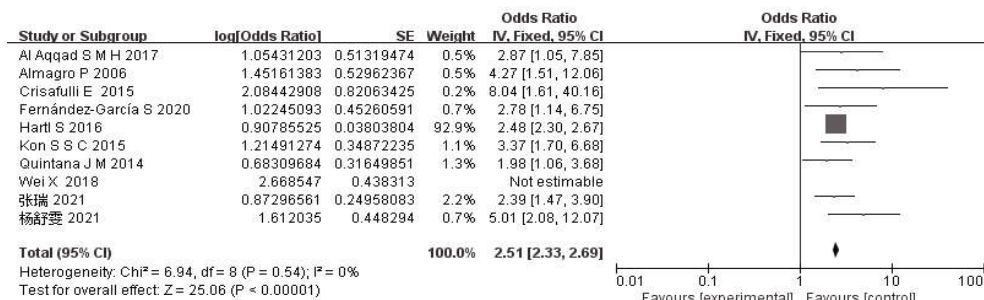 Odds Ratio Odds Ratio
Study or Subgroup log[Odds Ratio] SE Weight IV, Fixed, 95% CI IV, Fixed, 95% CI
Al Aqqad S M H 2017 1.05431203 0.51319474 0.5% 2.87 [1.05, 7.85]
Almagro P 2006 1.45161383 0.52962367 0.5% 4.27 [1.51, 12.06]
Crisafulli E 2015 2.08442908 0.82063425 0.2% 8.04 [1.61, 40.16]
Fernández-García S 2020 1.02245093 0.45260591 0.7% 2.78 [1.14, 6.75]
Hartl S 2016 0.90785525 0.03803804 92.9% 2.48 [2.30, 2.67]
Kon S S C 2015 1.21491274 0.34872235 1.1% 3.37 [1.70, 6.68]
Quintana J M 2014 0.68309684 0.31649851 1.3% 1.98 [1.06, 3.68]
Wei X 2018 2.668547 0.438313 Not estimable
张瑞 2021 0.87296561 0.24958083 2.2% 2.39 [1.47, 3.90]
杨舒雯 2021 1.612035 0.448294 0.7% 5.01 [2.08, 12.07]
Total (95% CI) 100.0% 2.51 [2.33, 2.69]
Heterogeneity: Chi² = 6.94, df = 8 (P = 0.54); I² = 0%
Test for overall effect: Z = 25.06 (P < 0.00001)
0.01 0.1 1 10 100
Favours [experimental] Favours [control]